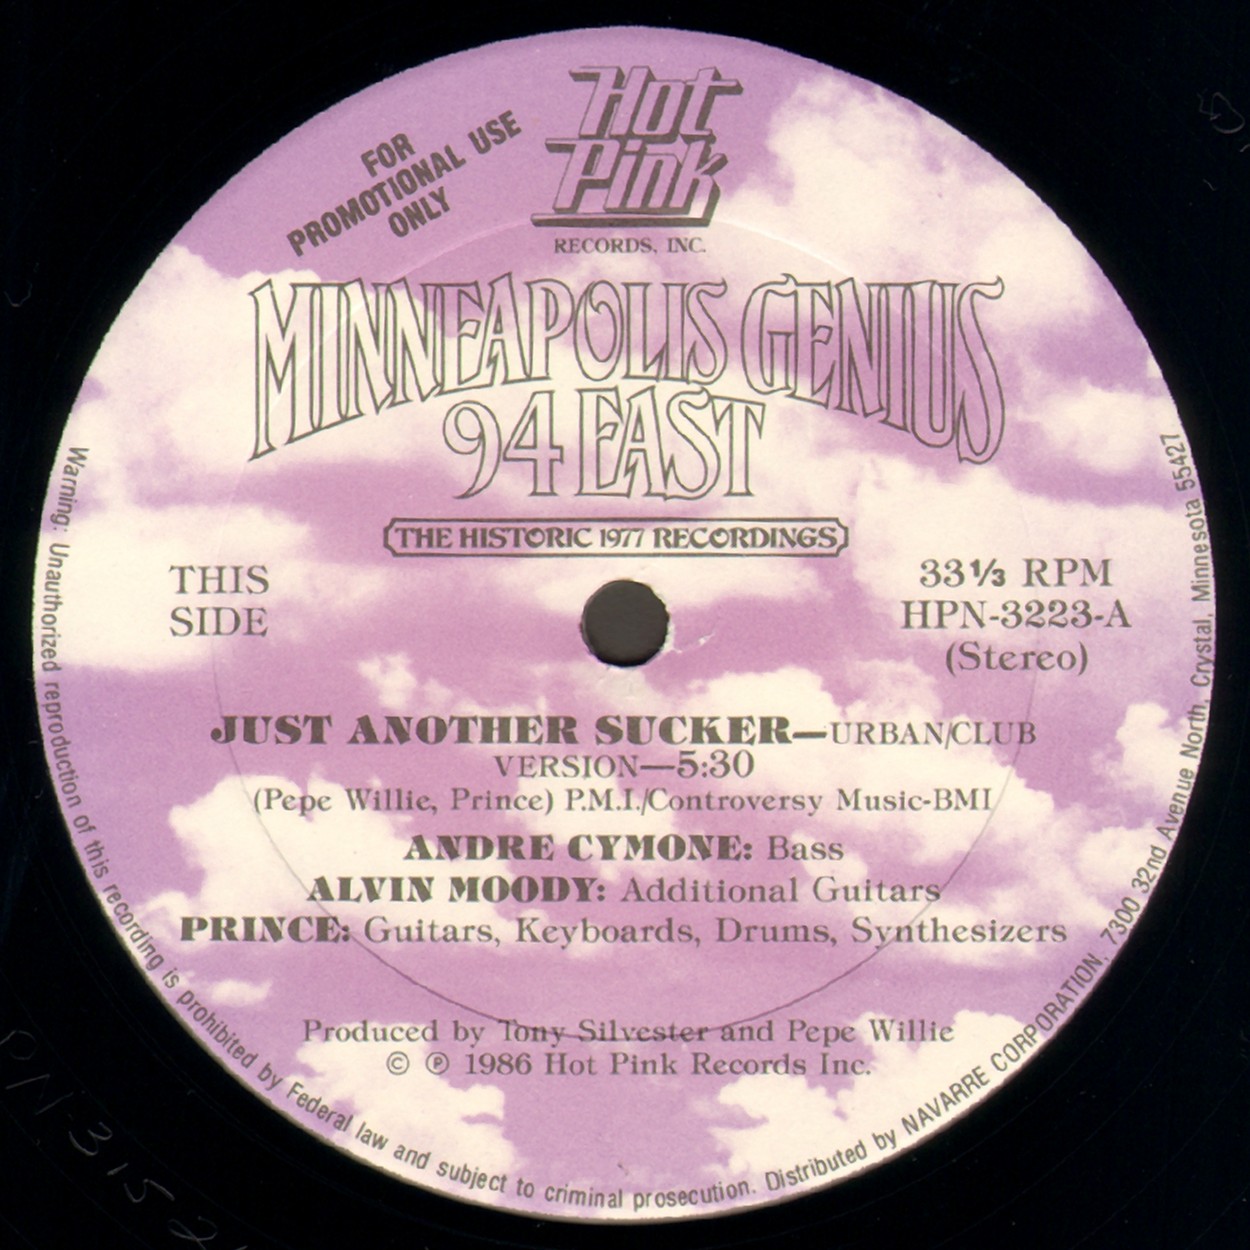 Hot
Pink
RECORDS, INC.
FOR
PROMOTIONAL USE
ONLY
MINNEAPOLIS GENIUS
94 EAST
THE HISTORIC 1977 RECORDINGS
THIS
SIDE
33⅓ RPM
HPN-3223-A
(Stereo)
JUST ANOTHER SUCKER—URBAN/CLUB
VERSION—5:30
(Pepe Willie, Prince) P.M.I./Controversy Music-BMI
ANDRE CYMONE: Bass
ALVIN MOODY: Additional Guitars
PRINCE: Guitars, Keyboards, Drums, Synthesizers
Produced by Tony Silvester and Pepe Willie
© ℗ 1986 Hot Pink Records Inc.
Warning: Unauthorized reproduction of this recording is prohibited by Federal law and subject to criminal prosecution. Distributed by NAVARRE CORPORATION, 7300 32nd Avenue North, Crystal, Minnesota 55427